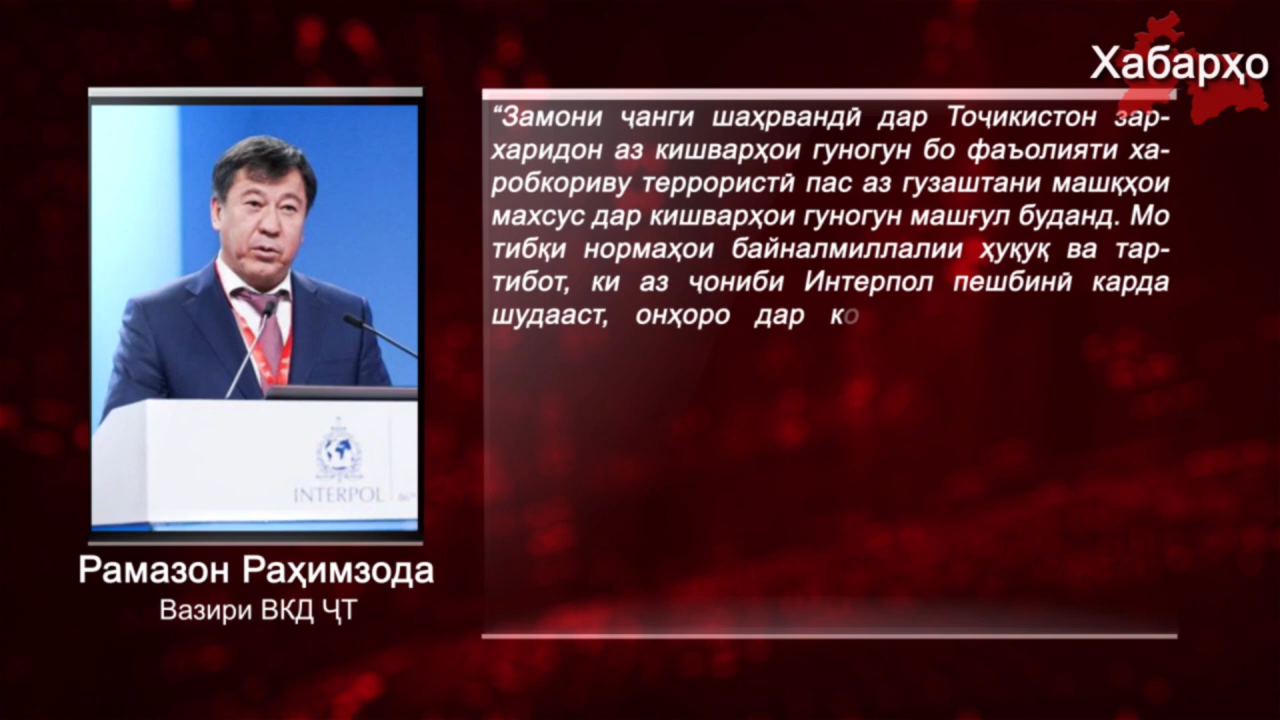 Хабарҳо
“Замони ҷанги шаҳрвандӣ дар Тоҷикистон зар-
харидон аз кишварҳои гуногун бо фаъолияти ха-
робкориву террористӣ пас аз гузаштани машқҳои
махсус дар кишварҳои гуногун машғул буданд. Мо
тибқи нормаҳои байналмиллалии ҳуқуқ ва тар-
тибот, ки аз ҷониби Интерпол пешбинӣ карда
шудааст, онҳоро дар ко
INTERPOL
Рамазон Раҳимзода
Вазири ВКД ҶТ